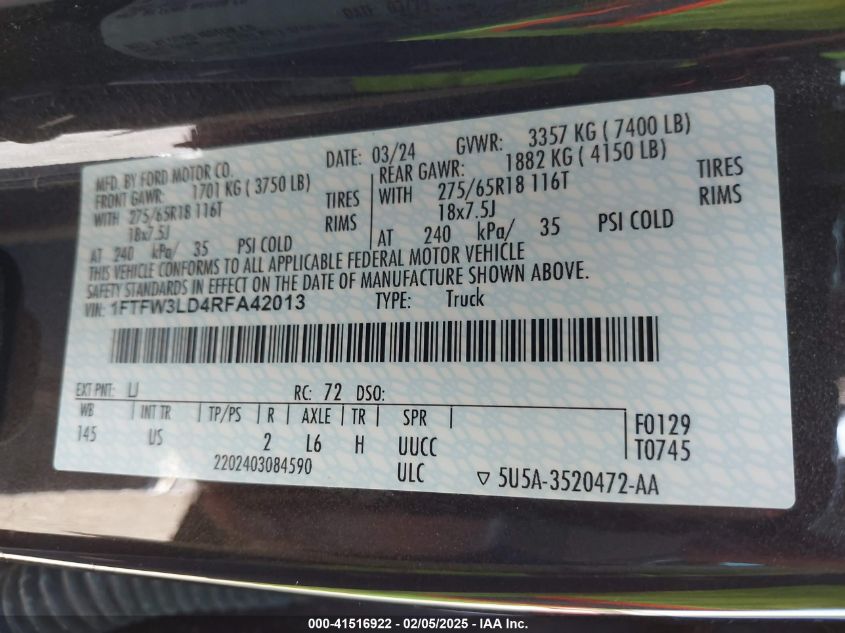 MFD. BY FORD MOTOR CO.
DATE: 03/24 GVWR: 3357 KG ( 7400 LB)
FRONT GAWR: 1701 KG ( 3750 LB)
REAR GAWR: 1882 KG ( 4150 LB)
WITH 275/65R18 116T TIRES
WITH 275/65R18 116T TIRES
18x7.5J RIMS
18x7.5J RIMS
AT 240 kPa/ 35 PSI COLD
AT 240 kPa/ 35 PSI COLD
THIS VEHICLE CONFORMS TO ALL APPLICABLE FEDERAL MOTOR VEHICLE
SAFETY STANDARDS IN EFFECT ON THE DATE OF MANUFACTURE SHOWN ABOVE.
VIN: 1FTFW3LD4RFA42013 TYPE: Truck
EXT PNT: LJ RC: 72 DSO:
WB INT TR TP/PS R AXLE TR SPR
145 US 2 L6 H UUCC
F0129
T0745
2202403084590 ULC
▽ 5U5A-3520472-AA
000-41516922 - 02/05/2025 - IAA Inc.